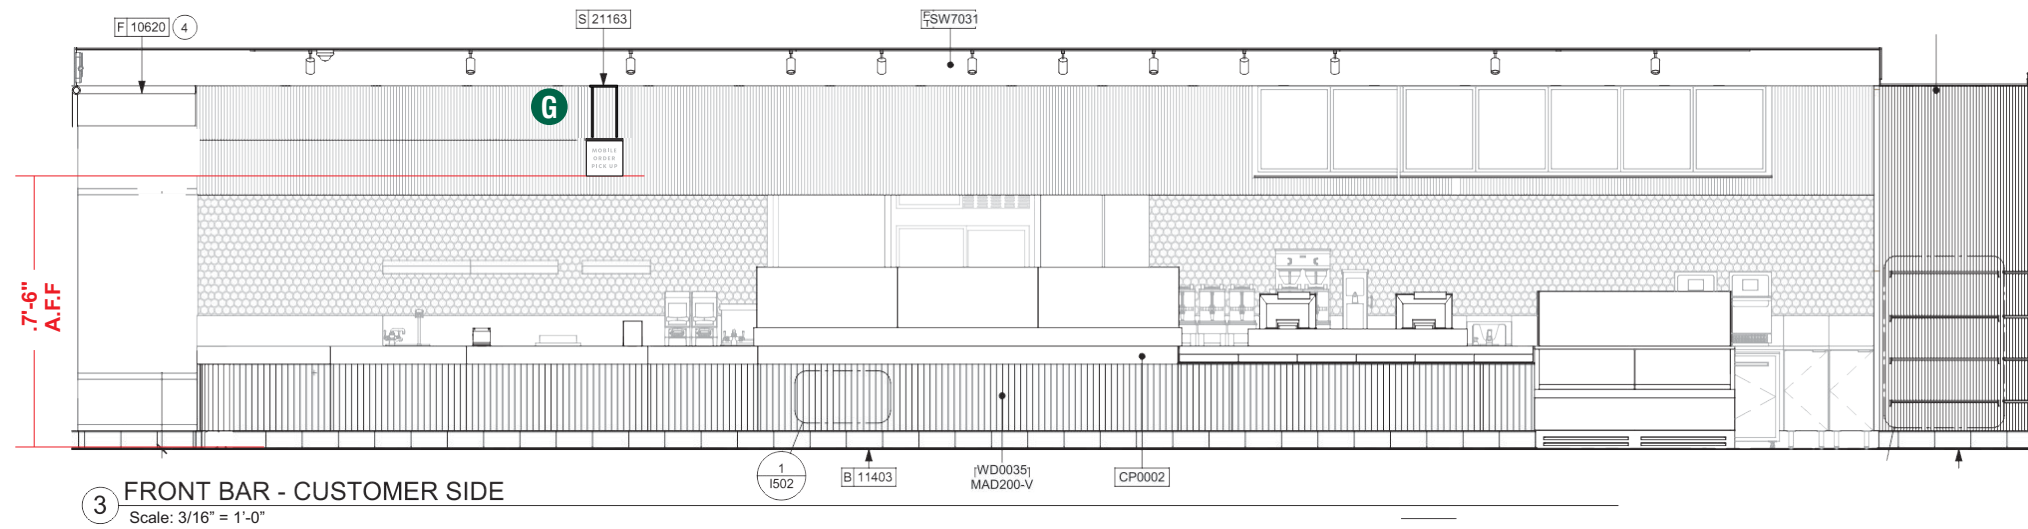 F 10620 4
S 21163
F
T SW7031
G
MOBILE
ORDER
PICK UP
.7'-6"
A.F.F
1
I502
B 11403
WD0035
MAD200-V
CP0002
3 FRONT BAR - CUSTOMER SIDE
Scale: 3/16” = 1’-0”